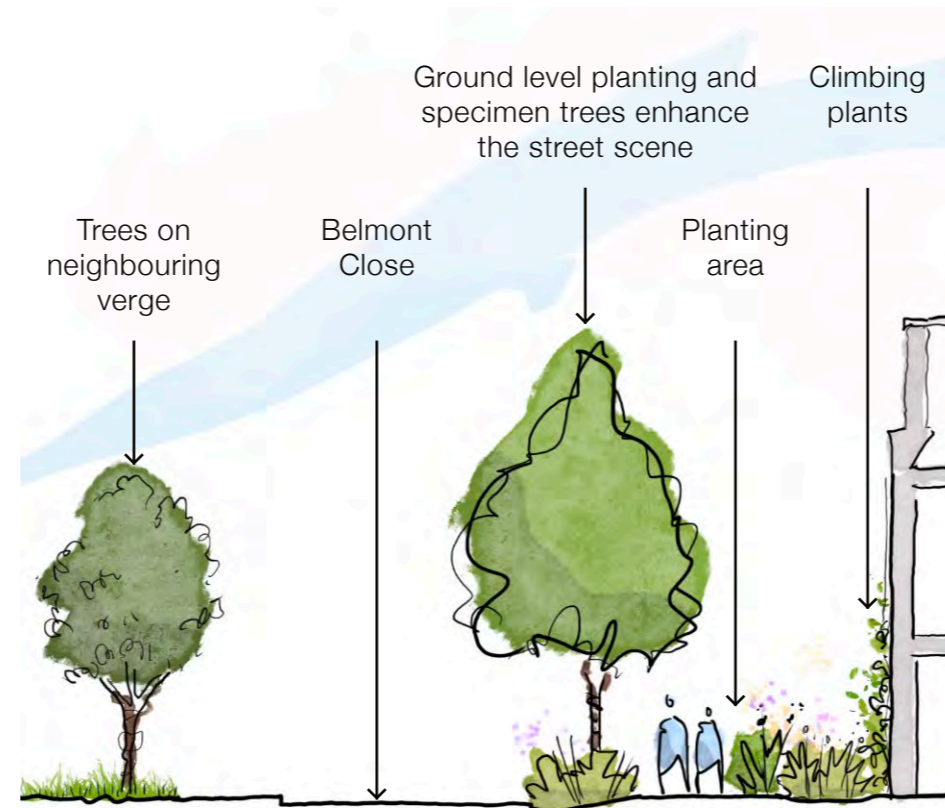 Ground level planting and
specimen trees enhance
the street scene
Climbing
plants
Trees on
neighbouring
verge
Belmont
Close
Planting
area